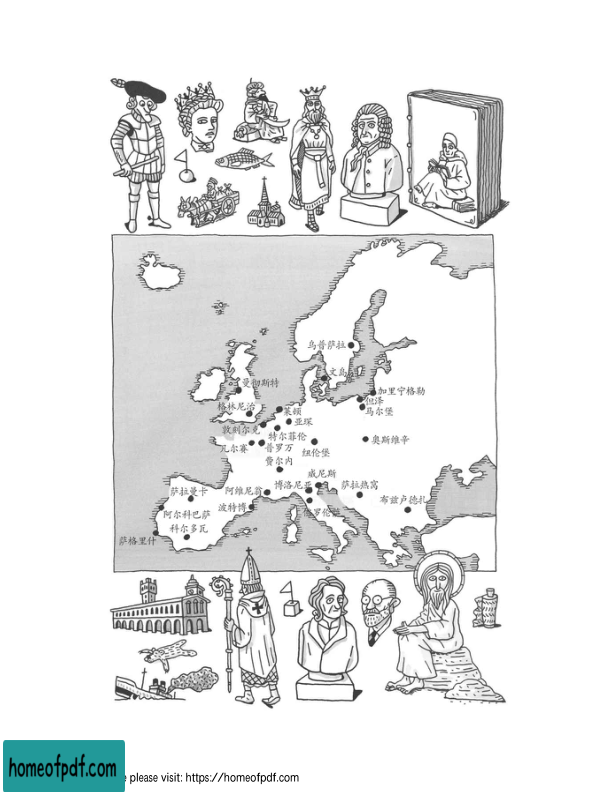 乌普萨拉
文岛
曼彻斯特
加里宁格勒
但泽
马尔堡
格林尼治
莱顿
亚琛
敦刻尔克
特尔菲伦
奥斯维辛
凡尔赛
普罗万
纽伦堡
费尔内
威尼斯
萨拉曼卡
阿维尼翁
博洛尼亚
萨拉热窝
布兹卢德扎
阿尔科巴萨
波特博
佛罗伦萨
科尔多瓦
萨格里什
homeofpdf.com
e please visit: https://homeofpdf.com